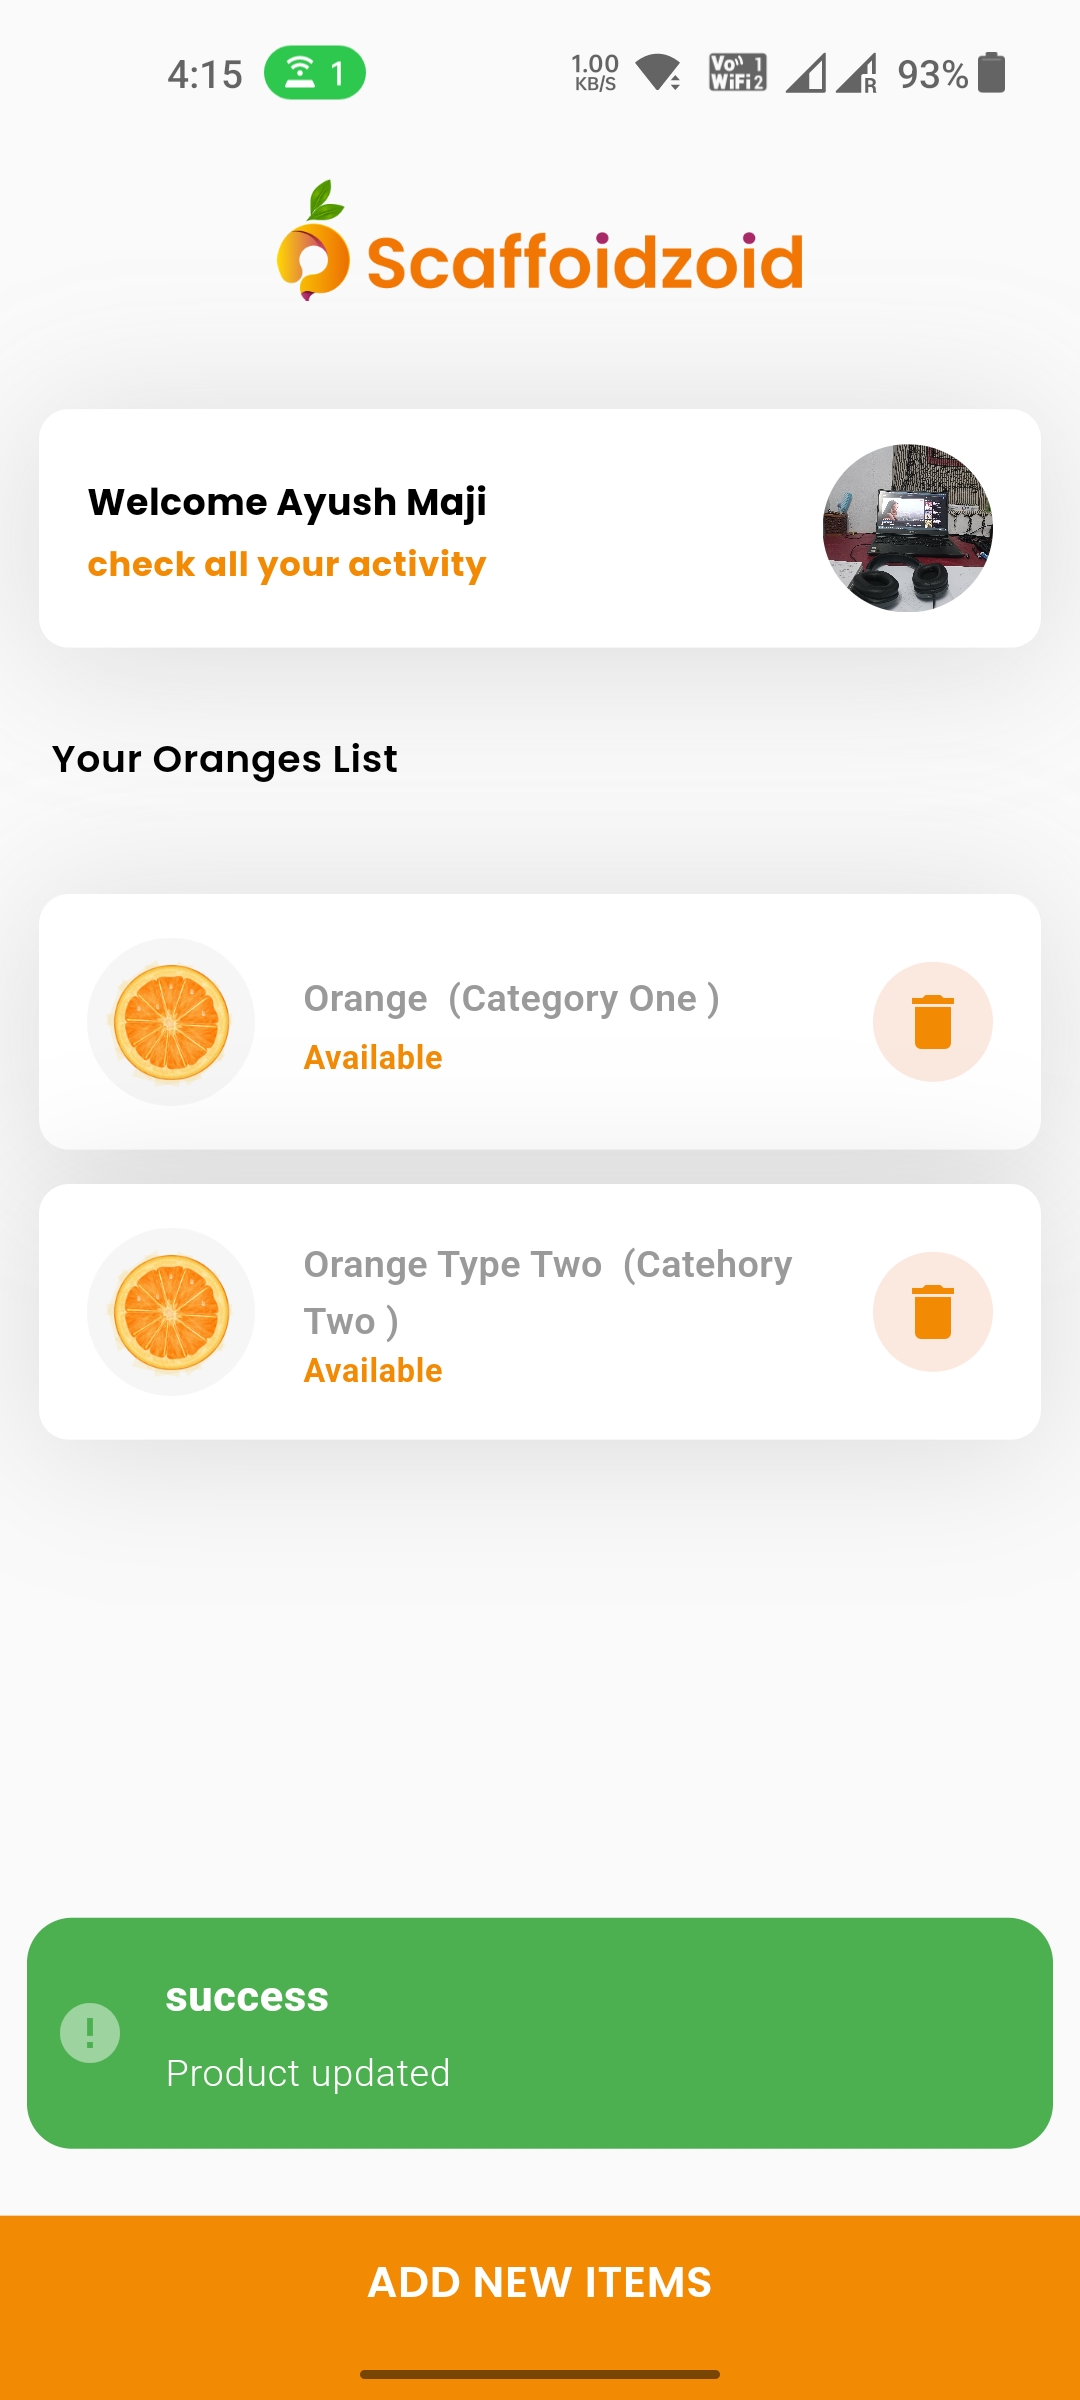 4:15 1 1.00 KB/S Vo 1 WiFi 2 R 93%
Scaffoidzoid
Welcome Ayush Maji
check all your activity
Your Oranges List
Orange  (Category One )
Available
Orange Type Two  (Catehory
Two )
Available
success
Product updated
ADD NEW ITEMS